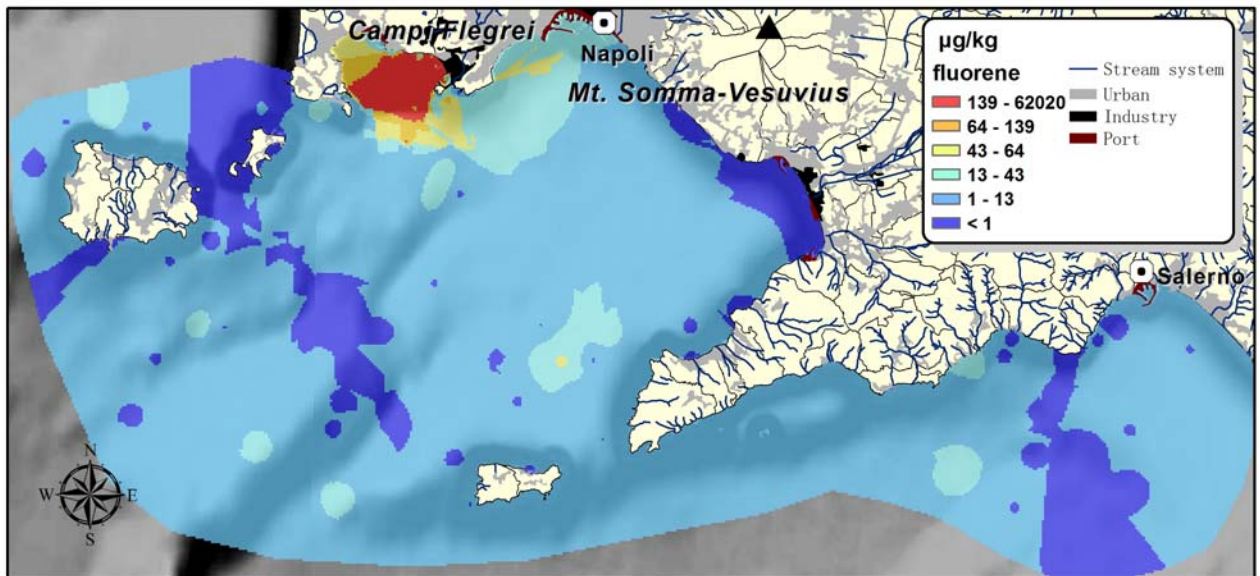 Campi Flegrei
Napoli
Mt. Somma-Vesuvius
µg/kg
fluorene
139 - 62020
64 - 139
43 - 64
13 - 43
1 - 13
< 1
Stream system
Urban
Industry
Port
Salerno
N
W E
S